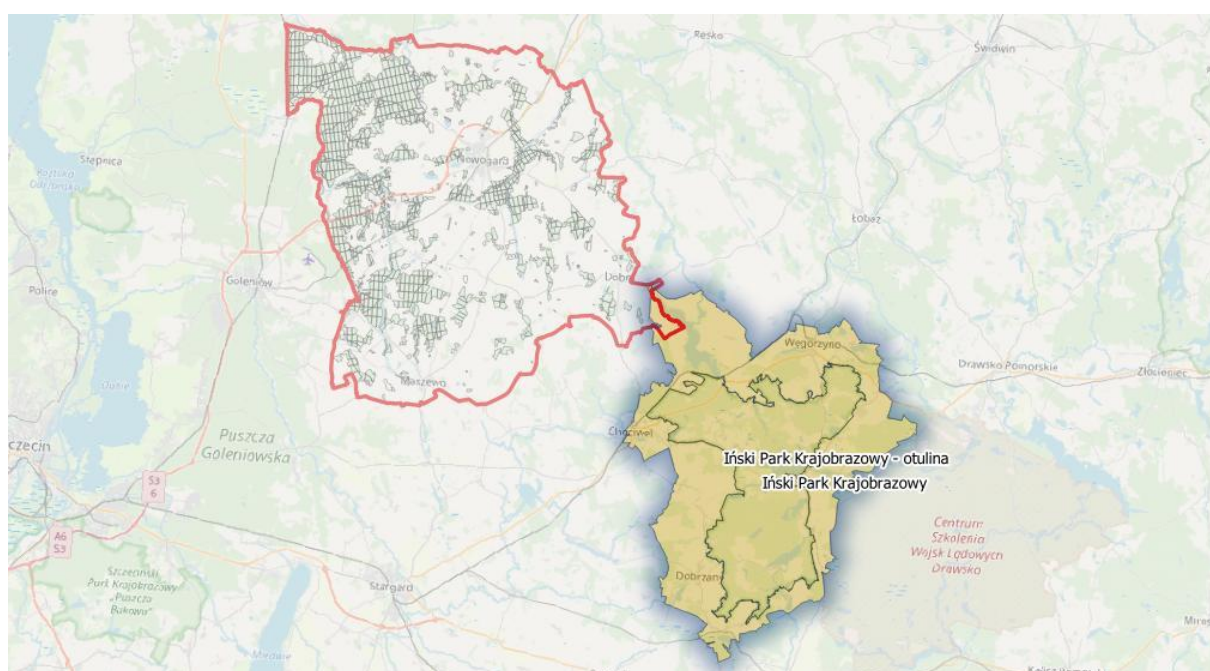 Resko
Świdwin
Stepnica
Nowogard
Łobez
Police
Goleniów
Dobra
Węgorzyno
Drawsko Pomorskie
Złocieniec
Maszewo
Dąbie
Puszcza
Goleniowska
Chociwel
Iński Park Krajobrazowy - otulina
Iński Park Krajobrazowy
S3
6
A6
S3
Centrum
Szkolenia
Wojsk Lądowych
Drawsko
Szczeciński
Park Krajobrazowy
„Puszcza
Bukowa”
Stargard
Dobrzany
Miedwie